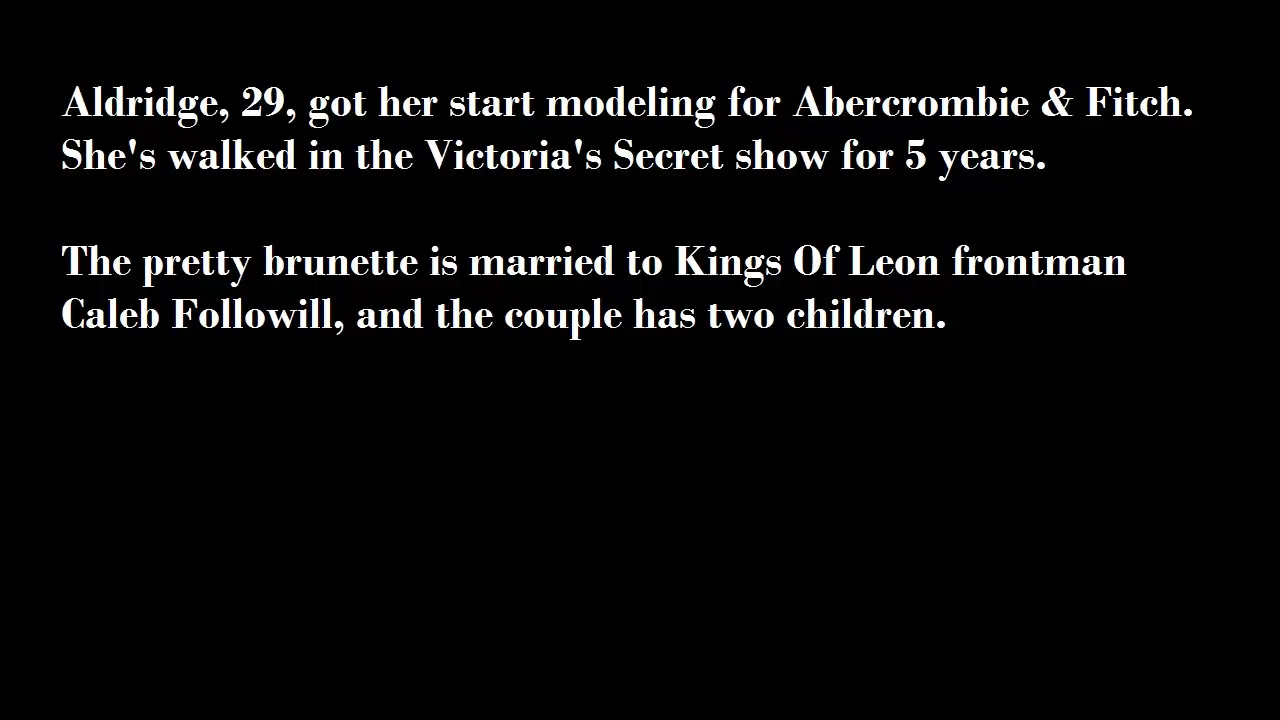 Aldridge, 29, got her start modeling for Abercrombie & Fitch.
She's walked in the Victoria's Secret show for 5 years.
The pretty brunette is married to Kings Of Leon frontman
Caleb Followill, and the couple has two children.